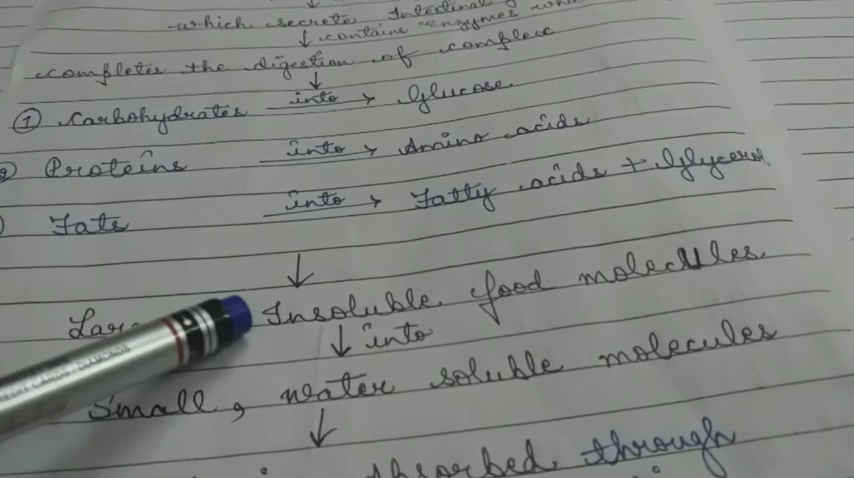 which secrete Intestinal
↓ contains enzymes
completes the digestion of complex
↓
① Carbohydrates into → Glucose
Proteins into → Amino acids
Fats into → Fatty acids + Glycerol
↓
Insoluble food molecules
↓ into
Small, water soluble molecules
↓
absorbed through